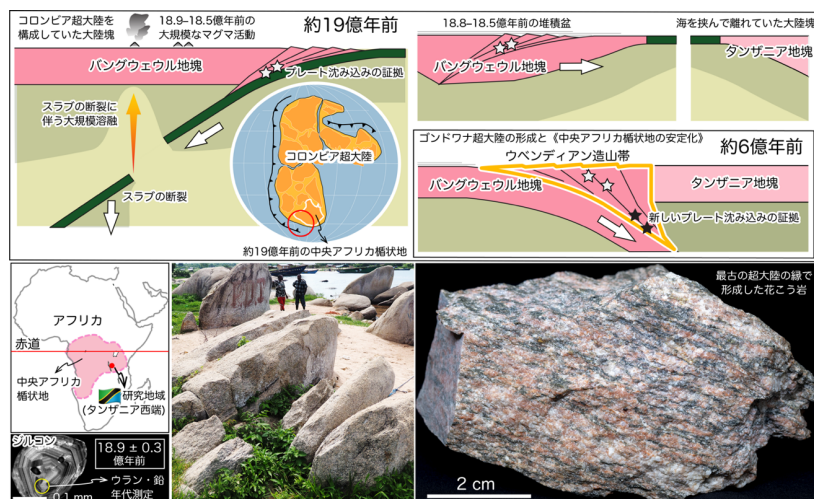 コロンビア超大陸を
構成していた大陸塊
18.9–18.5億年前の
大規模なマグマ活動
約19億年前
バングウェウル地塊
プレート沈み込みの証拠
スラブの断裂に
伴う大規模溶融
スラブの断裂
コロンビア超大陸
約19億年前の中央アフリカ楯状地
18.8–18.5億年前の堆積盆
海を挟んで離れていた大陸塊
バングウェウル地塊
タンザニア地塊
ゴンドワナ超大陸の形成と《中央アフリカ楯状地の安定化》
約6億年前
ウベンディアン造山帯
バングウェウル地塊
タンザニア地塊
新しいプレート沈み込みの証拠
アフリカ
赤道
中央アフリカ
楯状地
研究地域
(タンザニア西端)
ジルコン
18.9 ± 0.3
億年前
ウラン・鉛
年代測定
0.1 mm
最古の超大陸の縁で
形成した花こう岩
2 cm